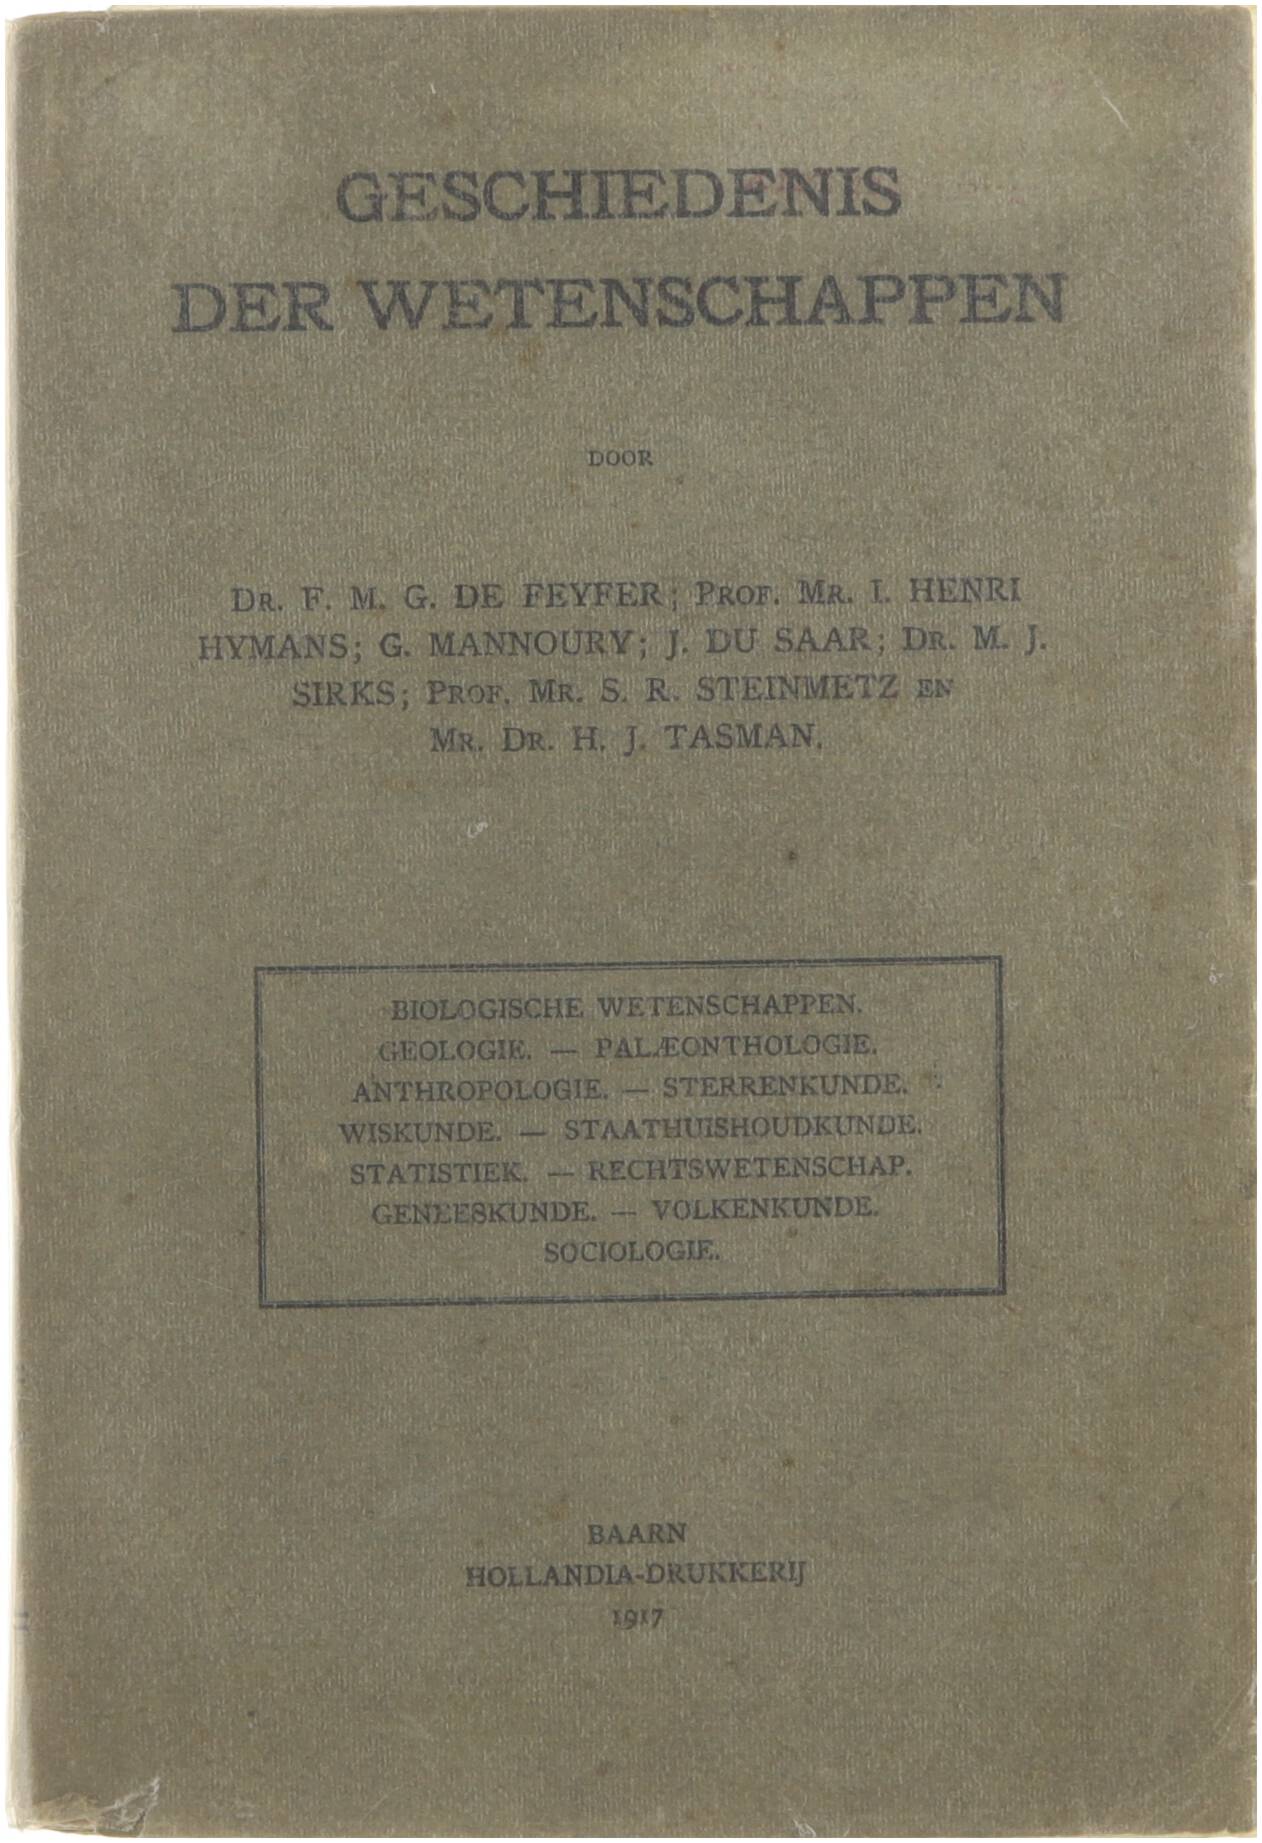 GESCHIEDENIS
DER WETENSCHAPPEN
DOOR
DR. F. M. G. DE FEYFER; PROF. MR. I. HENRI
HYMANS; G. MANNOURY; J. DU SAAR; DR. M. J.
SIRKS; PROF. MR. S. R. STEINMETZ EN
MR. DR. H. J. TASMAN.
BIOLOGISCHE WETENSCHAPPEN.
GEOLOGIE. — PALÆONTHOLOGIE.
ANTHROPOLOGIE. — STERRENKUNDE.
WISKUNDE. — STAATHUISHOUDKUNDE.
STATISTIEK. — RECHTSWETENSCHAP.
GENEESKUNDE. — VOLKENKUNDE.
SOCIOLOGIE.
BAARN
HOLLANDIA-DRUKKERIJ
1917